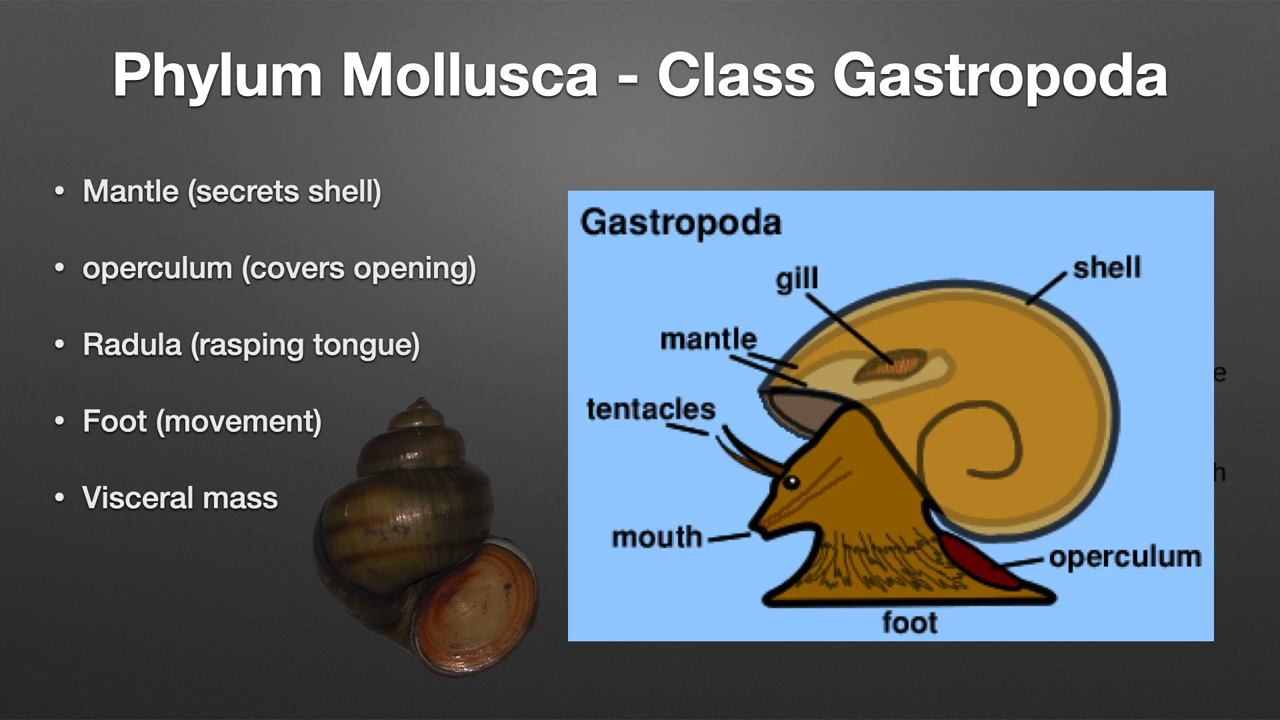 Phylum Mollusca - Class Gastropoda
• Mantle (secrets shell)
• operculum (covers opening)
• Radula (rasping tongue)
• Foot (movement)
• Visceral mass
Gastropoda
shell
gill
mantle
tentacles
mouth
operculum
foot
e
h